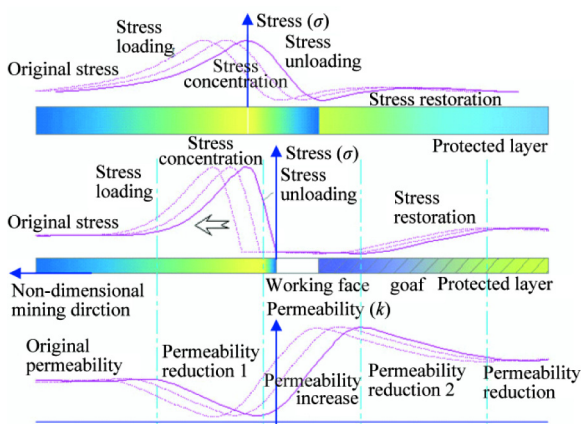 Stress (σ)
Stress
loading
Stress
unloading
Original stress
Stress
concentration
Stress restoration
Protected layer
Stress
concentration
Stress (σ)
Stress
loading
Stress
unloading
Original stress
Stress
restoration
Non-dimensional
mining dirction
Working face
goaf
Protected layer
Permeability (k)
Original
permeability
Permeability
reduction 1
Permeability
increase
Permeability
reduction 2
Permeability
reduction